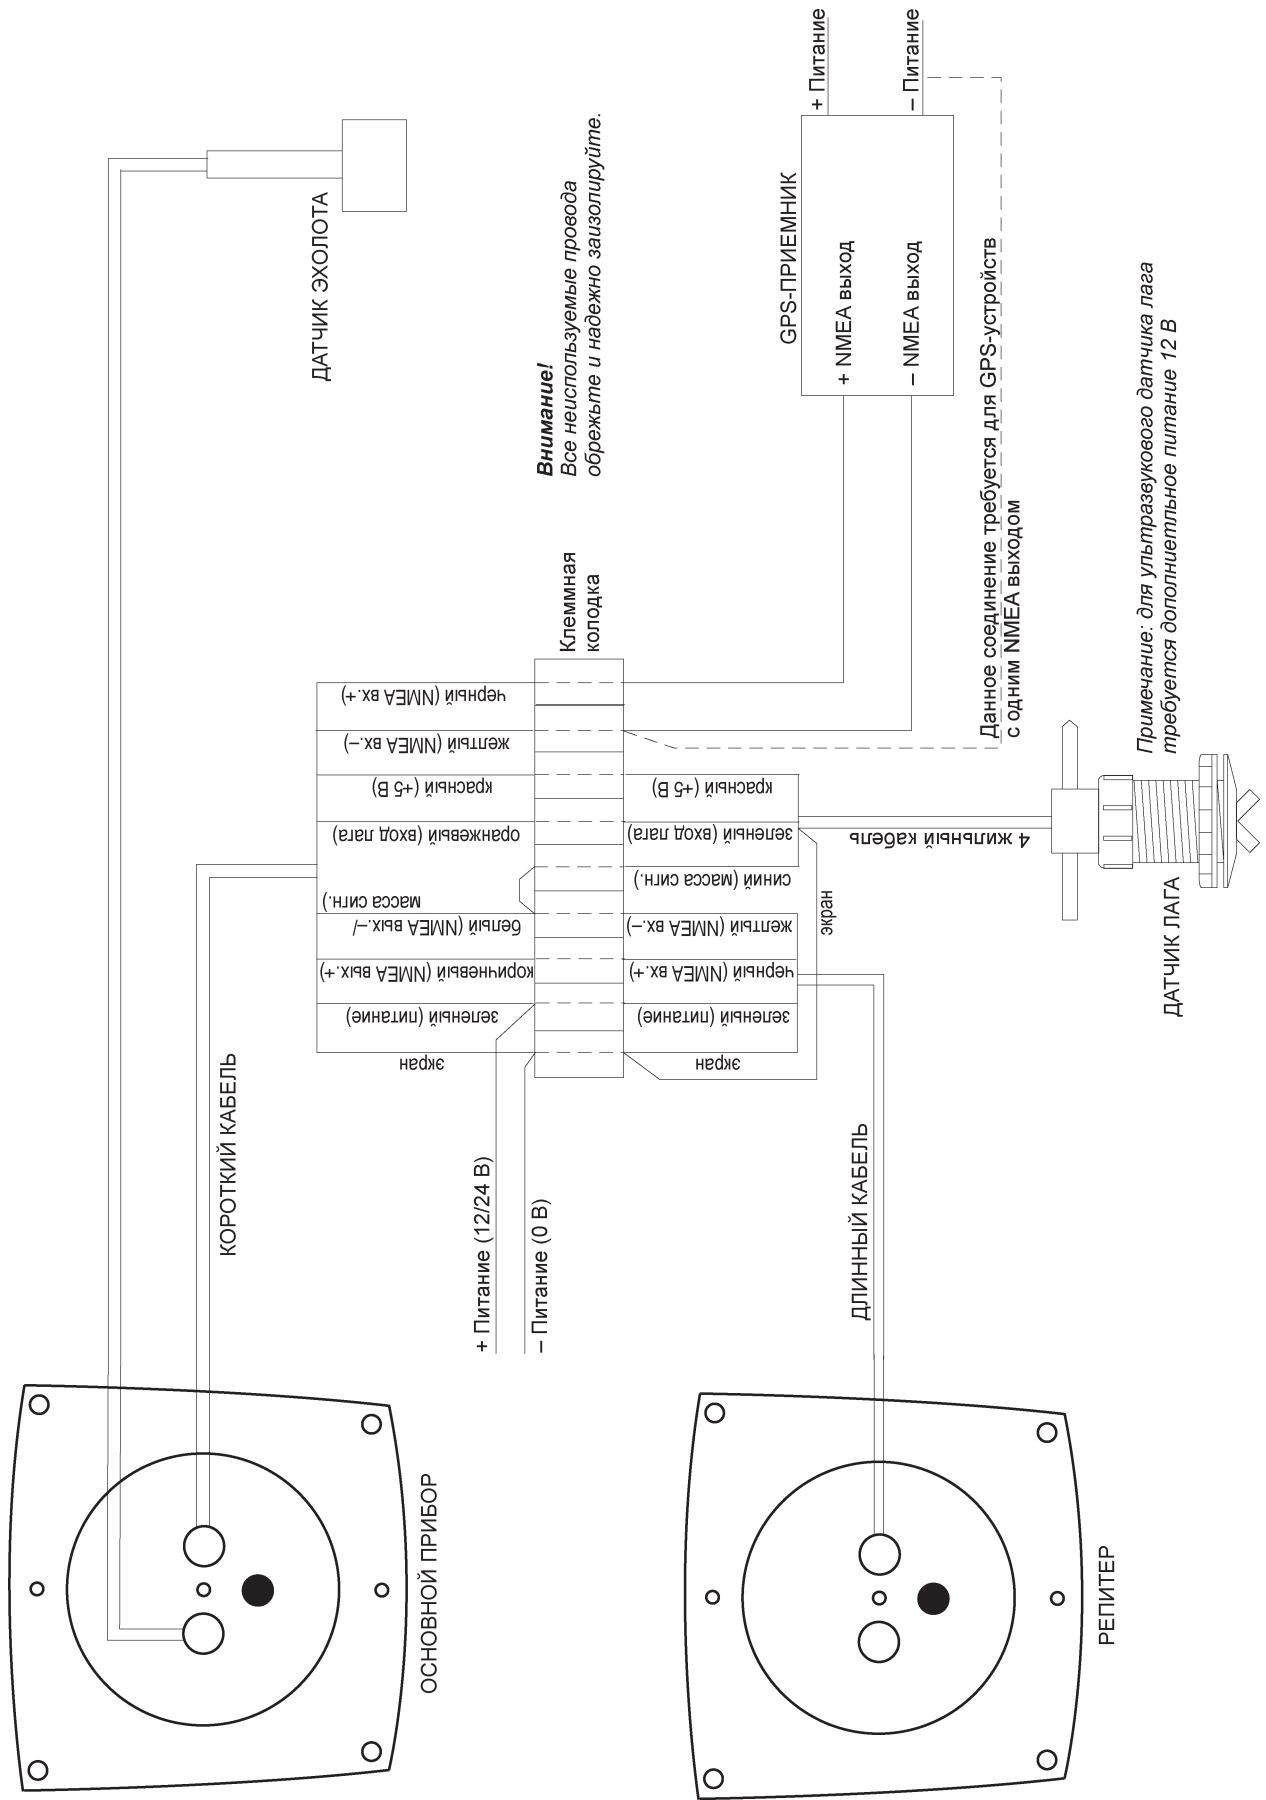 ДАТЧИК ЭХОЛОТА
Внимание!
Все неиспользуемые провода
обрежьте и надежно заизолируйте.
+ Питание
– Питание
GPS-ПРИЕМНИК
+ NMEA выход
– NMEA выход
Данное соединение требуется для GPS-устройств
с одним NMEA выходом
Примечание: для ультразвукового датчика лага
требуется дополниетльное питание 12 В
Клеммная
колодка
черный (NMEA вх.+)
желтый (NMEA вх.–)
красный (+5 В)
оранжевый (вход лага)
масса сигн.)
белый (NMEA вых.–/
коричневый (NMEA вых.+)
зеленый (питание)
экран
красный (+5 В)
зеленый (вход лага)
синий (масса сигн.)
желтый (NMEA вх.–)
черный (NMEA вх.+)
зеленый (питание)
экран
экран
4 жильный кабель
ДАТЧИК ЛАГА
КОРОТКИЙ КАБЕЛЬ
+ Питание (12/24 В)
– Питание (0 В)
ДЛИННЫЙ КАБЕЛЬ
ОСНОВНОЙ ПРИБОР
РЕПИТЕР